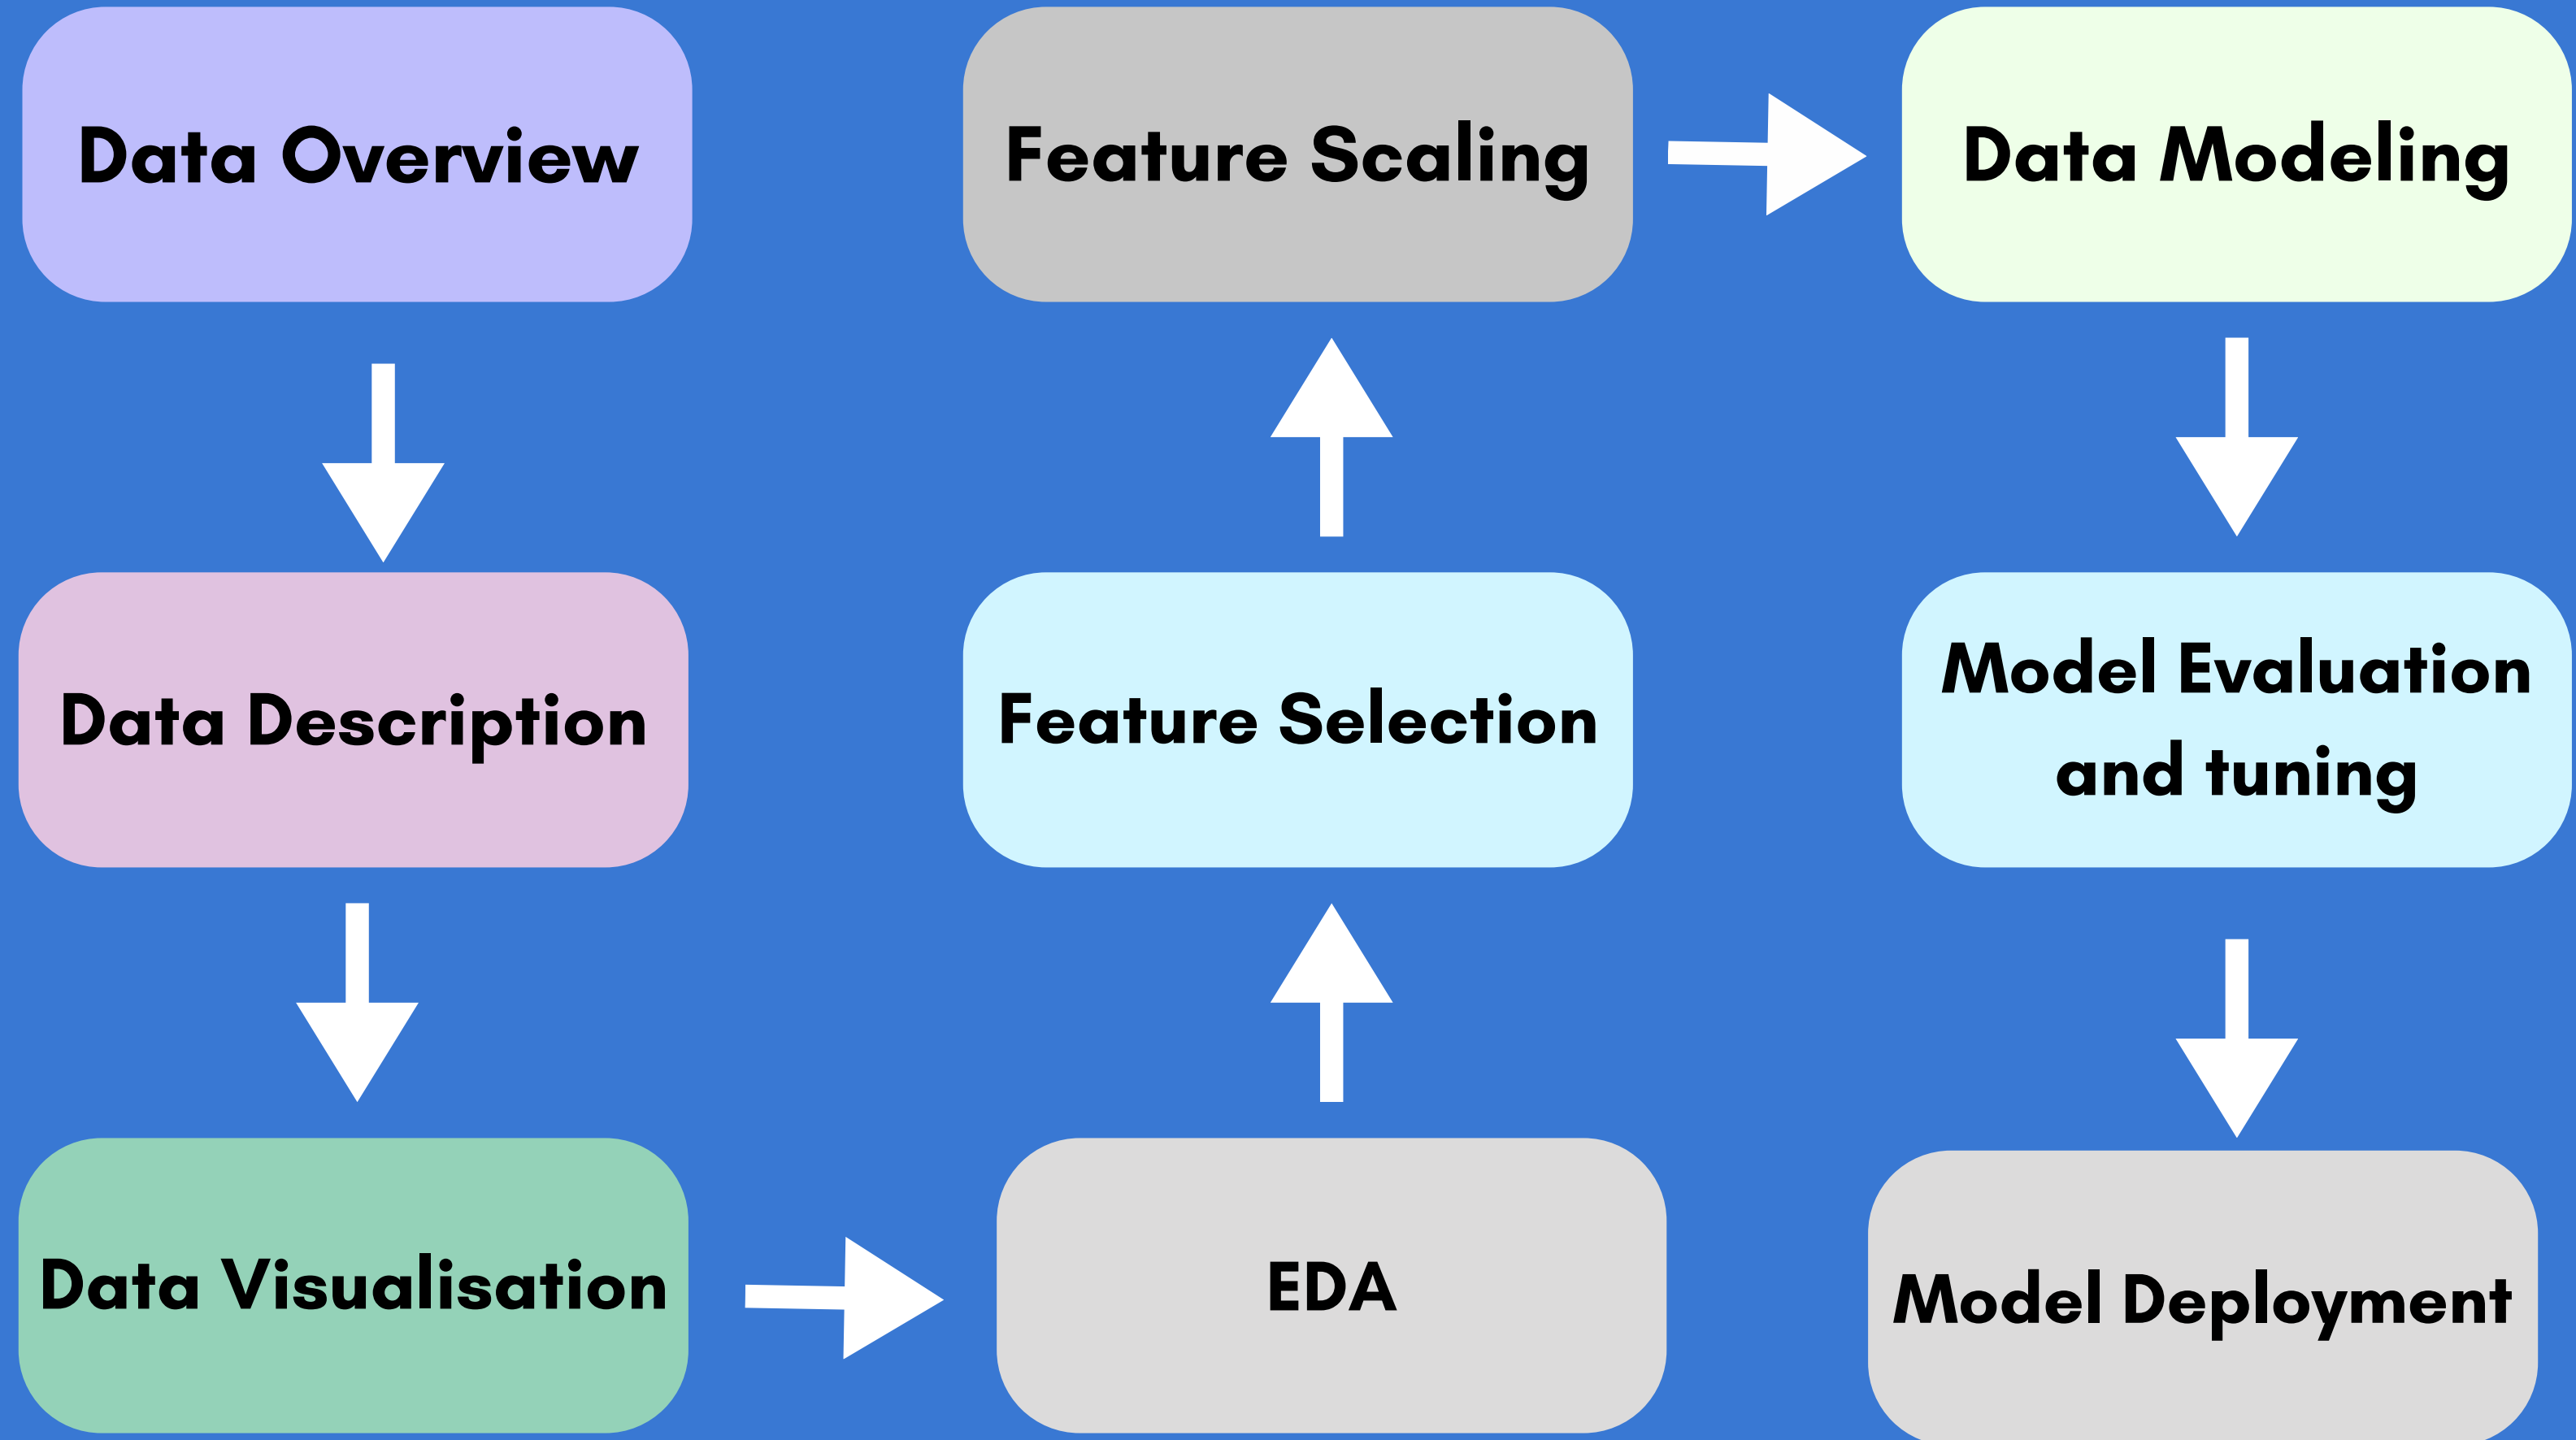 Data Overview
Data Description
Data Visualisation
EDA
Feature Selection
Feature Scaling
Data Modeling
Model Evaluation
and tuning
Model Deployment